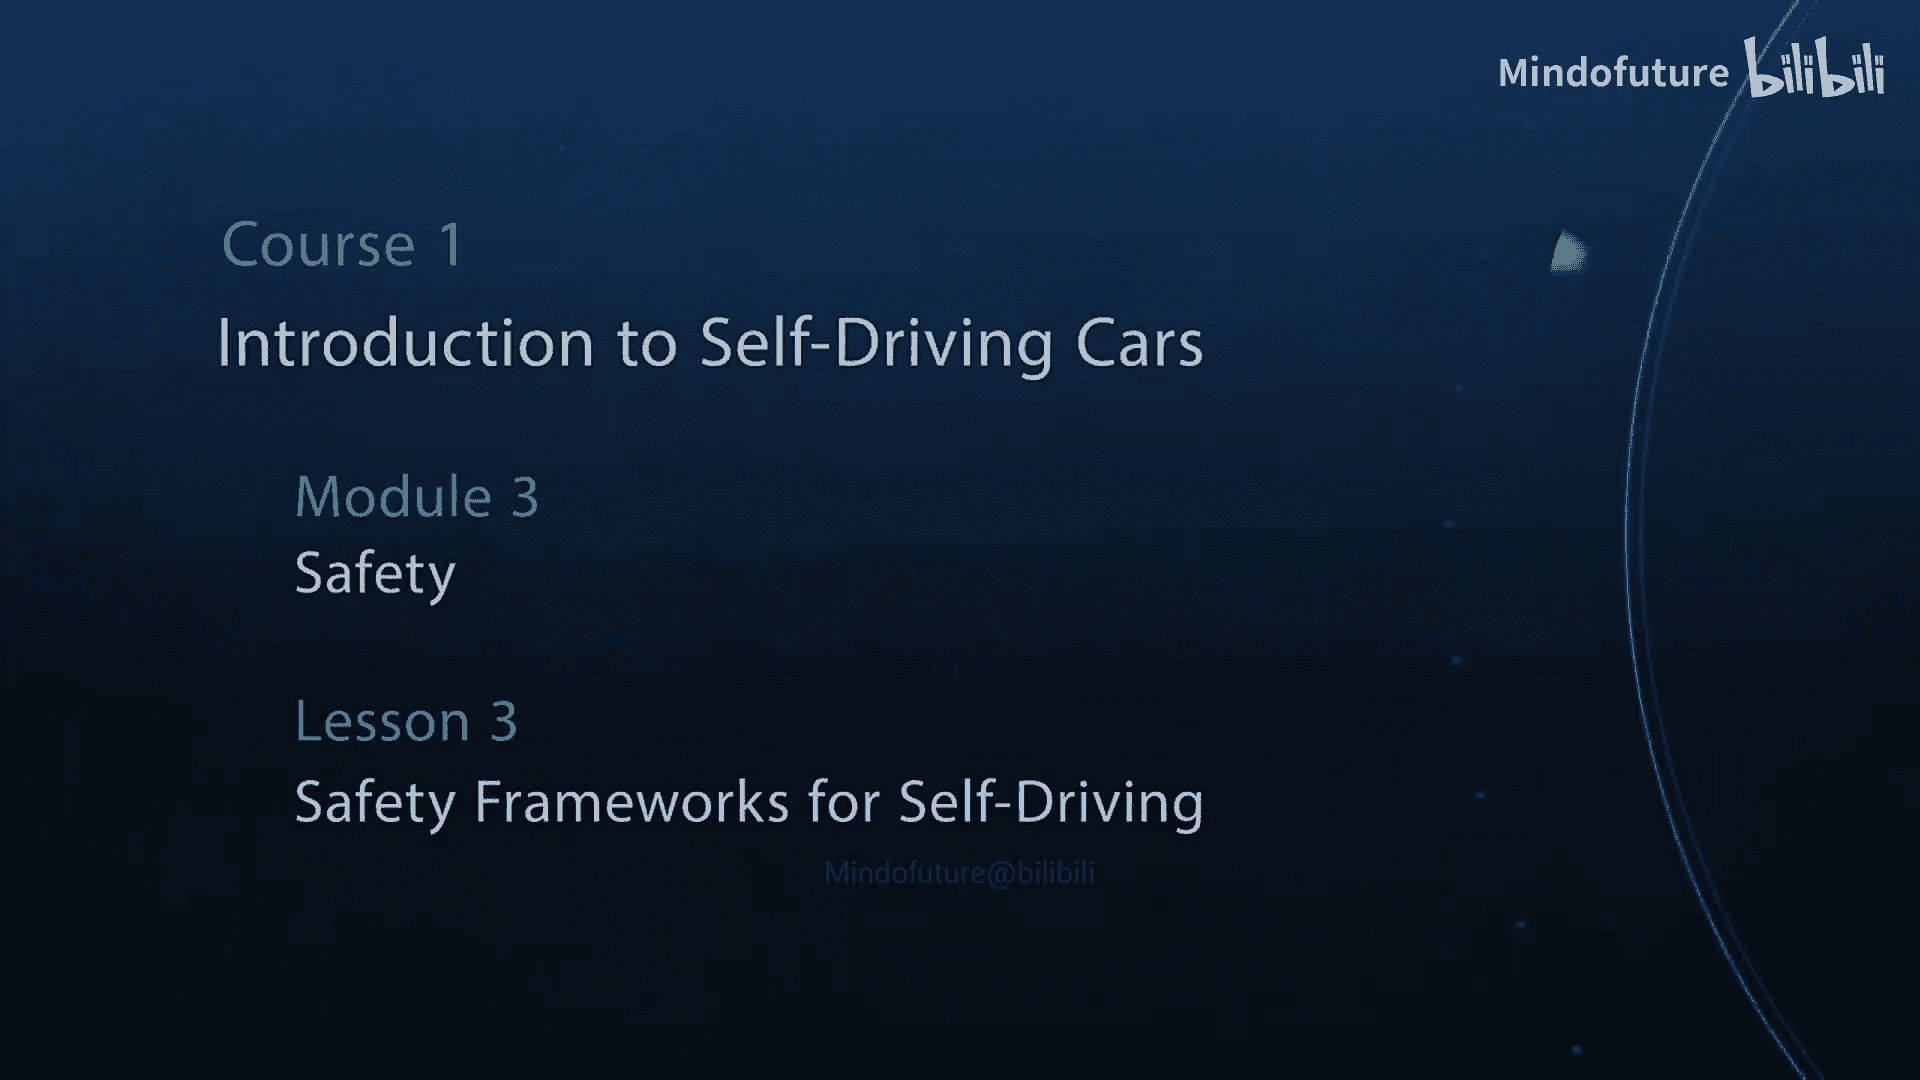 Mindofuture bilibili
Course 1
Introduction to Self-Driving Cars
Module 3
Safety
Lesson 3
Safety Frameworks for Self-Driving
Mindofuture@bilibili